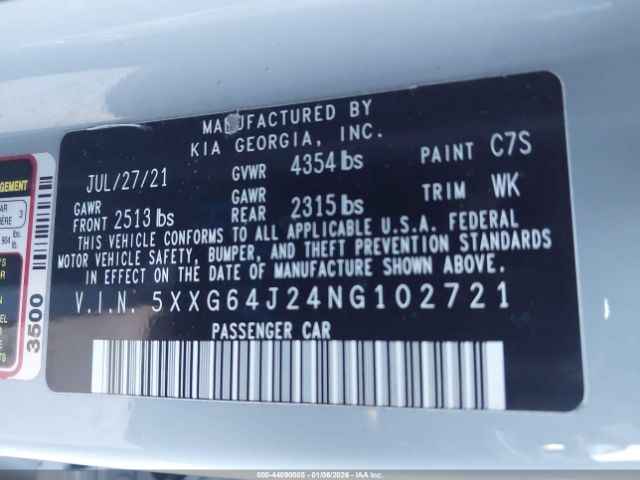 MANUFACTURED BY
KIA GEORGIA, INC.
JUL/27/21 GVWR 4354 lbs PAINT C7S
GAWR FRONT 2513 lbs GAWR REAR 2315 lbs TRIM WK
THIS VEHICLE CONFORMS TO ALL APPLICABLE U.S.A. FEDERAL
MOTOR VEHICLE SAFETY, BUMPER, AND THEFT PREVENTION STANDARDS
IN EFFECT ON THE DATE OF MANUFACTURE SHOWN ABOVE.
V.I.N. 5XXG64J24NG102721
PASSENGER CAR
3500
000-44090005 - 01/06/2026 - IAA Inc.